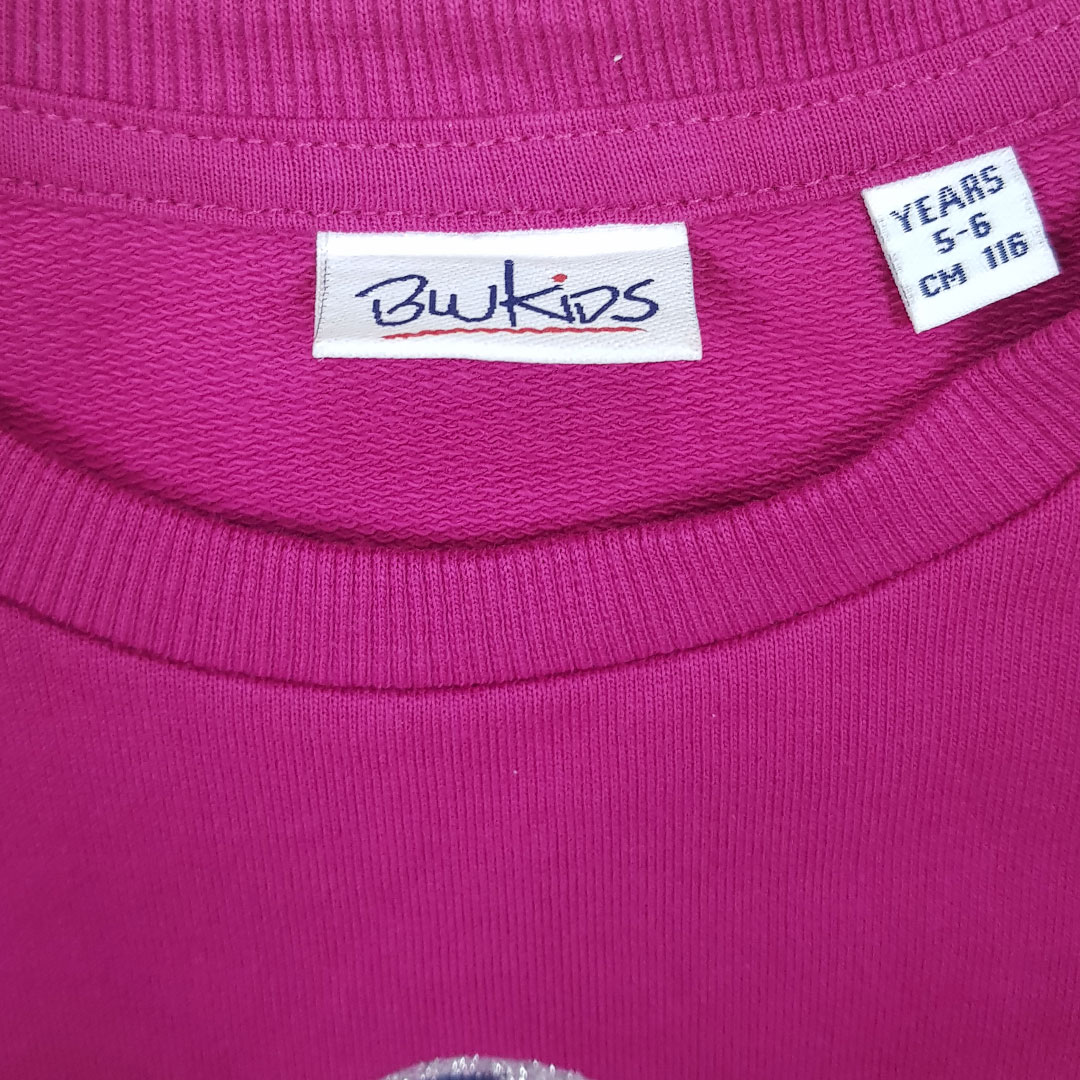 BWKIDS
YEARS
5-6
CM 116